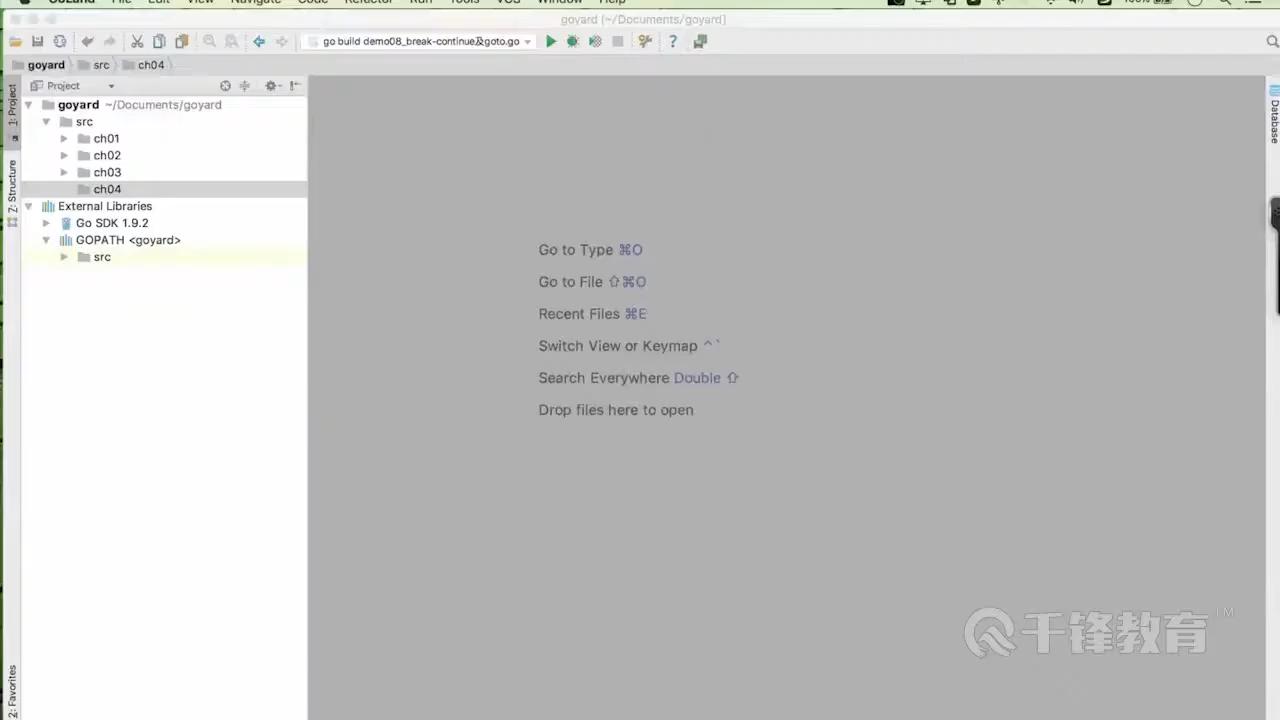 GoLand File Edit View Navigate Code Refactor Run Tools VCS Window Help 100%
goyard [~/Documents/goyard]
go build demo08_break-continue及goto.go
goyard src ch04
1: Project
Project
goyard ~/Documents/goyard
src
ch01
ch02
ch03
ch04
External Libraries
Go SDK 1.9.2
GOPATH <goyard>
src
Z: Structure
2: Favorites
Database
Go to Type ⌘O
Go to File ⇧⌘O
Recent Files ⌘E
Switch View or Keymap ^`
Search Everywhere Double ⇧
Drop files here to open
千锋教育™